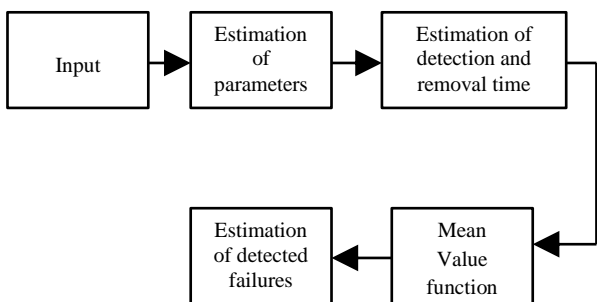 Input
Estimation
of
parameters
Estimation of
detection and
removal time
Estimation
of detected
failures
Mean
Value
function